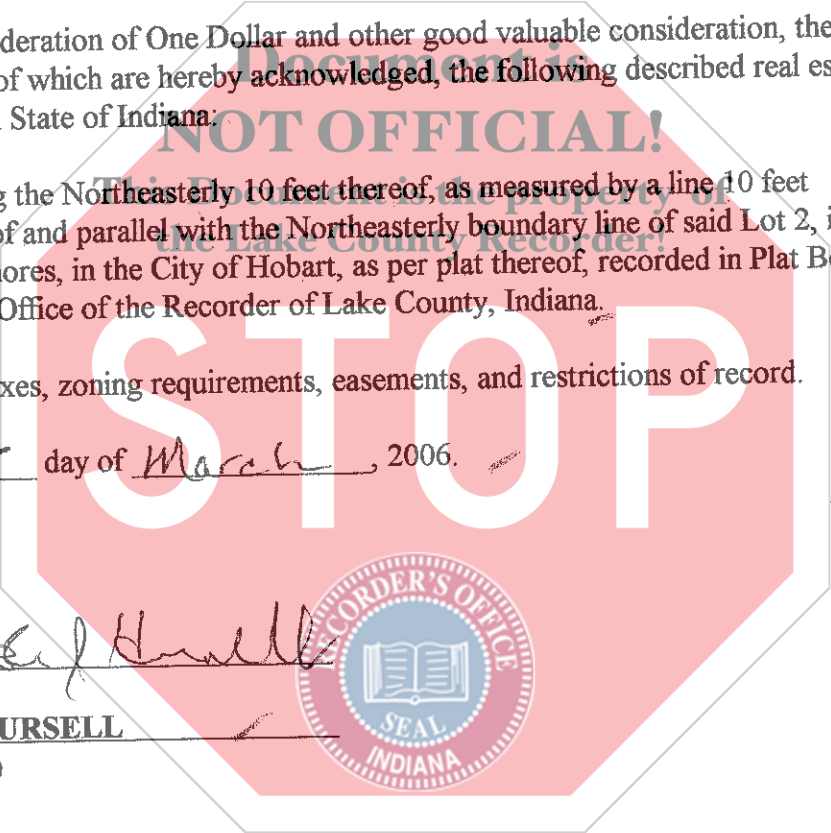 deration of One Dollar and other good valuable consideration, the
of which are hereby acknowledged, the following described real es
State of Indiana:
Document is
NOT OFFICIAL!
This Document is the property of
the Lake County Recorder!
g the Northeasterly 10 feet thereof, as measured by a line 10 feet
of and parallel with the Northeasterly boundary line of said Lot 2, i
ores, in the City of Hobart, as per plat thereof, recorded in Plat B
Office of the Recorder of Lake County, Indiana.
STOP
xes, zoning requirements, easements, and restrictions of record.
day of March, 2006.
RECORDER'S OFFICE
SEAL
INDIANA
URSELL